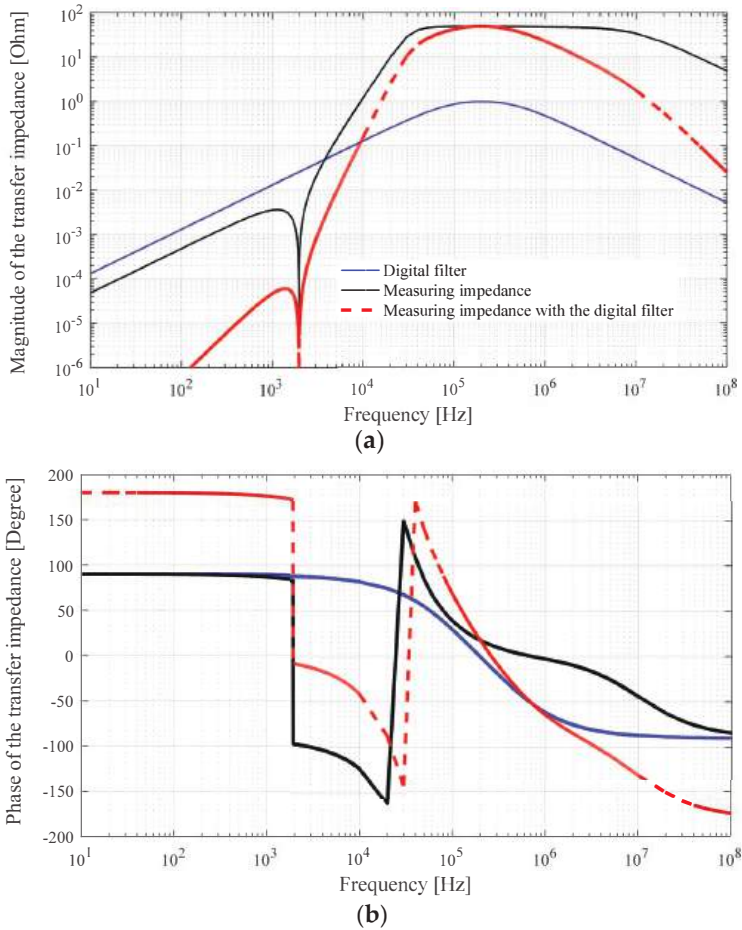 Magnitude of the transfer impedance [Ohm]
10^2
10^1
10^0
10^-1
10^-2
10^-3
10^-4
10^-5
10^-6
Digital filter
Measuring impedance
Measuring impedance with the digital filter
10^1 10^2 10^3 10^4 10^5 10^6 10^7 10^8
Frequency [Hz]
(a)
Phase of the transfer impedance [Degree]
200
150
100
50
0
-50
-100
-150
-200
10^1 10^2 10^3 10^4 10^5 10^6 10^7 10^8
Frequency [Hz]
(b)